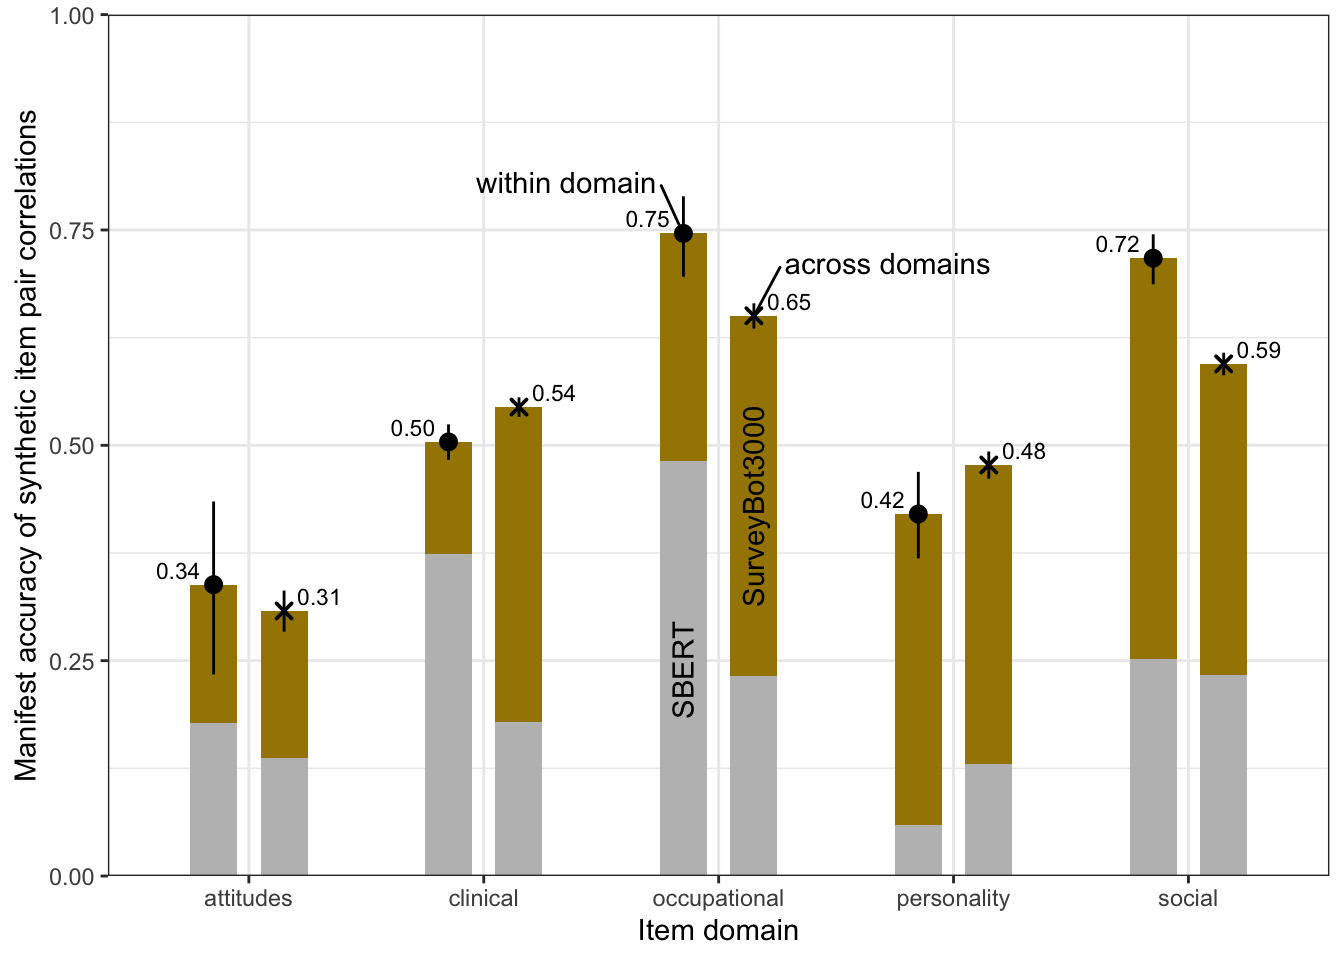 1.00
0.75
0.50
0.25
0.00
Manifest accuracy of synthetic item pair correlations
within domain
across domains
0.34
0.31
0.50
0.54
0.75
0.65
0.42
0.48
0.72
0.59
SBERT
SurveyBot3000
attitudes
clinical
occupational
personality
social
Item domain